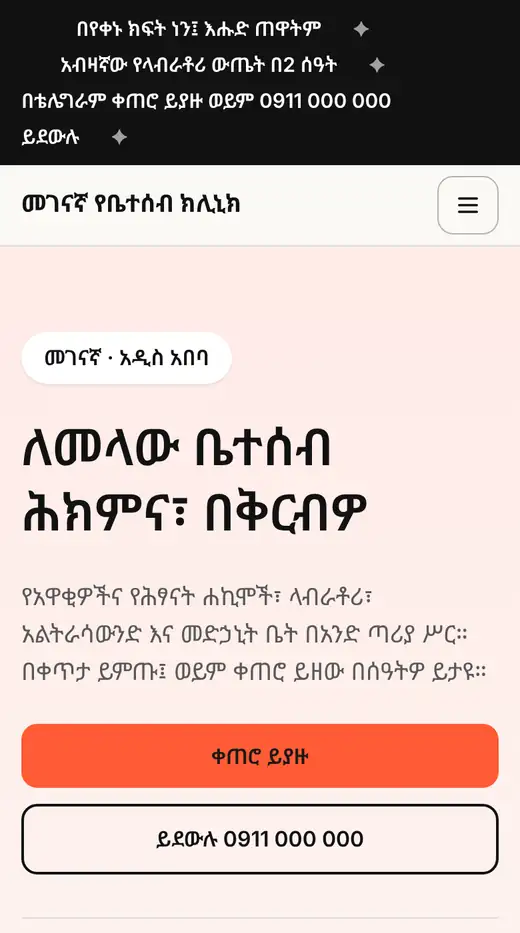 በየቀኑ ክፍት ነን፤ እሑድ ጠዋትም
አብዛኛው የላብራቶሪ ውጤት በ2 ሰዓት
በቴሌግራም ቀጠሮ ይያዙ ወይም 0911 000 000
ይደውሉ
መገናኛ የቤተሰብ ክሊኒክ
መገናኛ · አዲስ አበባ
ለመላው ቤተሰብ
ሕክምና፣ በቅርብዎ
የአዋቂዎችና የሕፃናት ሐኪሞች፣ ላብራቶሪ፣
አልትራሳውንድ እና መድኃኒት ቤት በአንድ ጣሪያ ሥር።
በቀጥታ ይምጡ፤ ወይም ቀጠሮ ይዘው በሰዓትዎ ይታዩ።
ቀጠሮ ይያዙ
ይደውሉ 0911 000 000